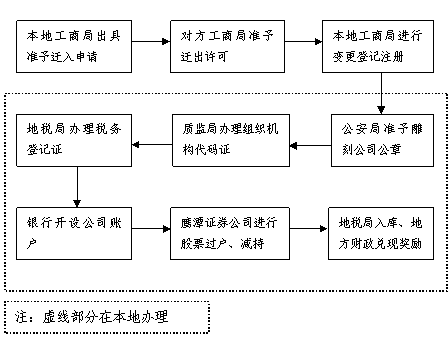 本地工商局出具
准予迁入申请
对方工商局准予
迁出许可
本地工商局进行
变更登记注册
地税局办理税务
登记证
质监局办理组织机
构代码证
公安局准予雕
刻公司公章
银行开设公司账
户
鹰潭证券公司进行
股票过户、减持
地税局入库、地
方财政兑现奖励
注：虚线部分在本地办理